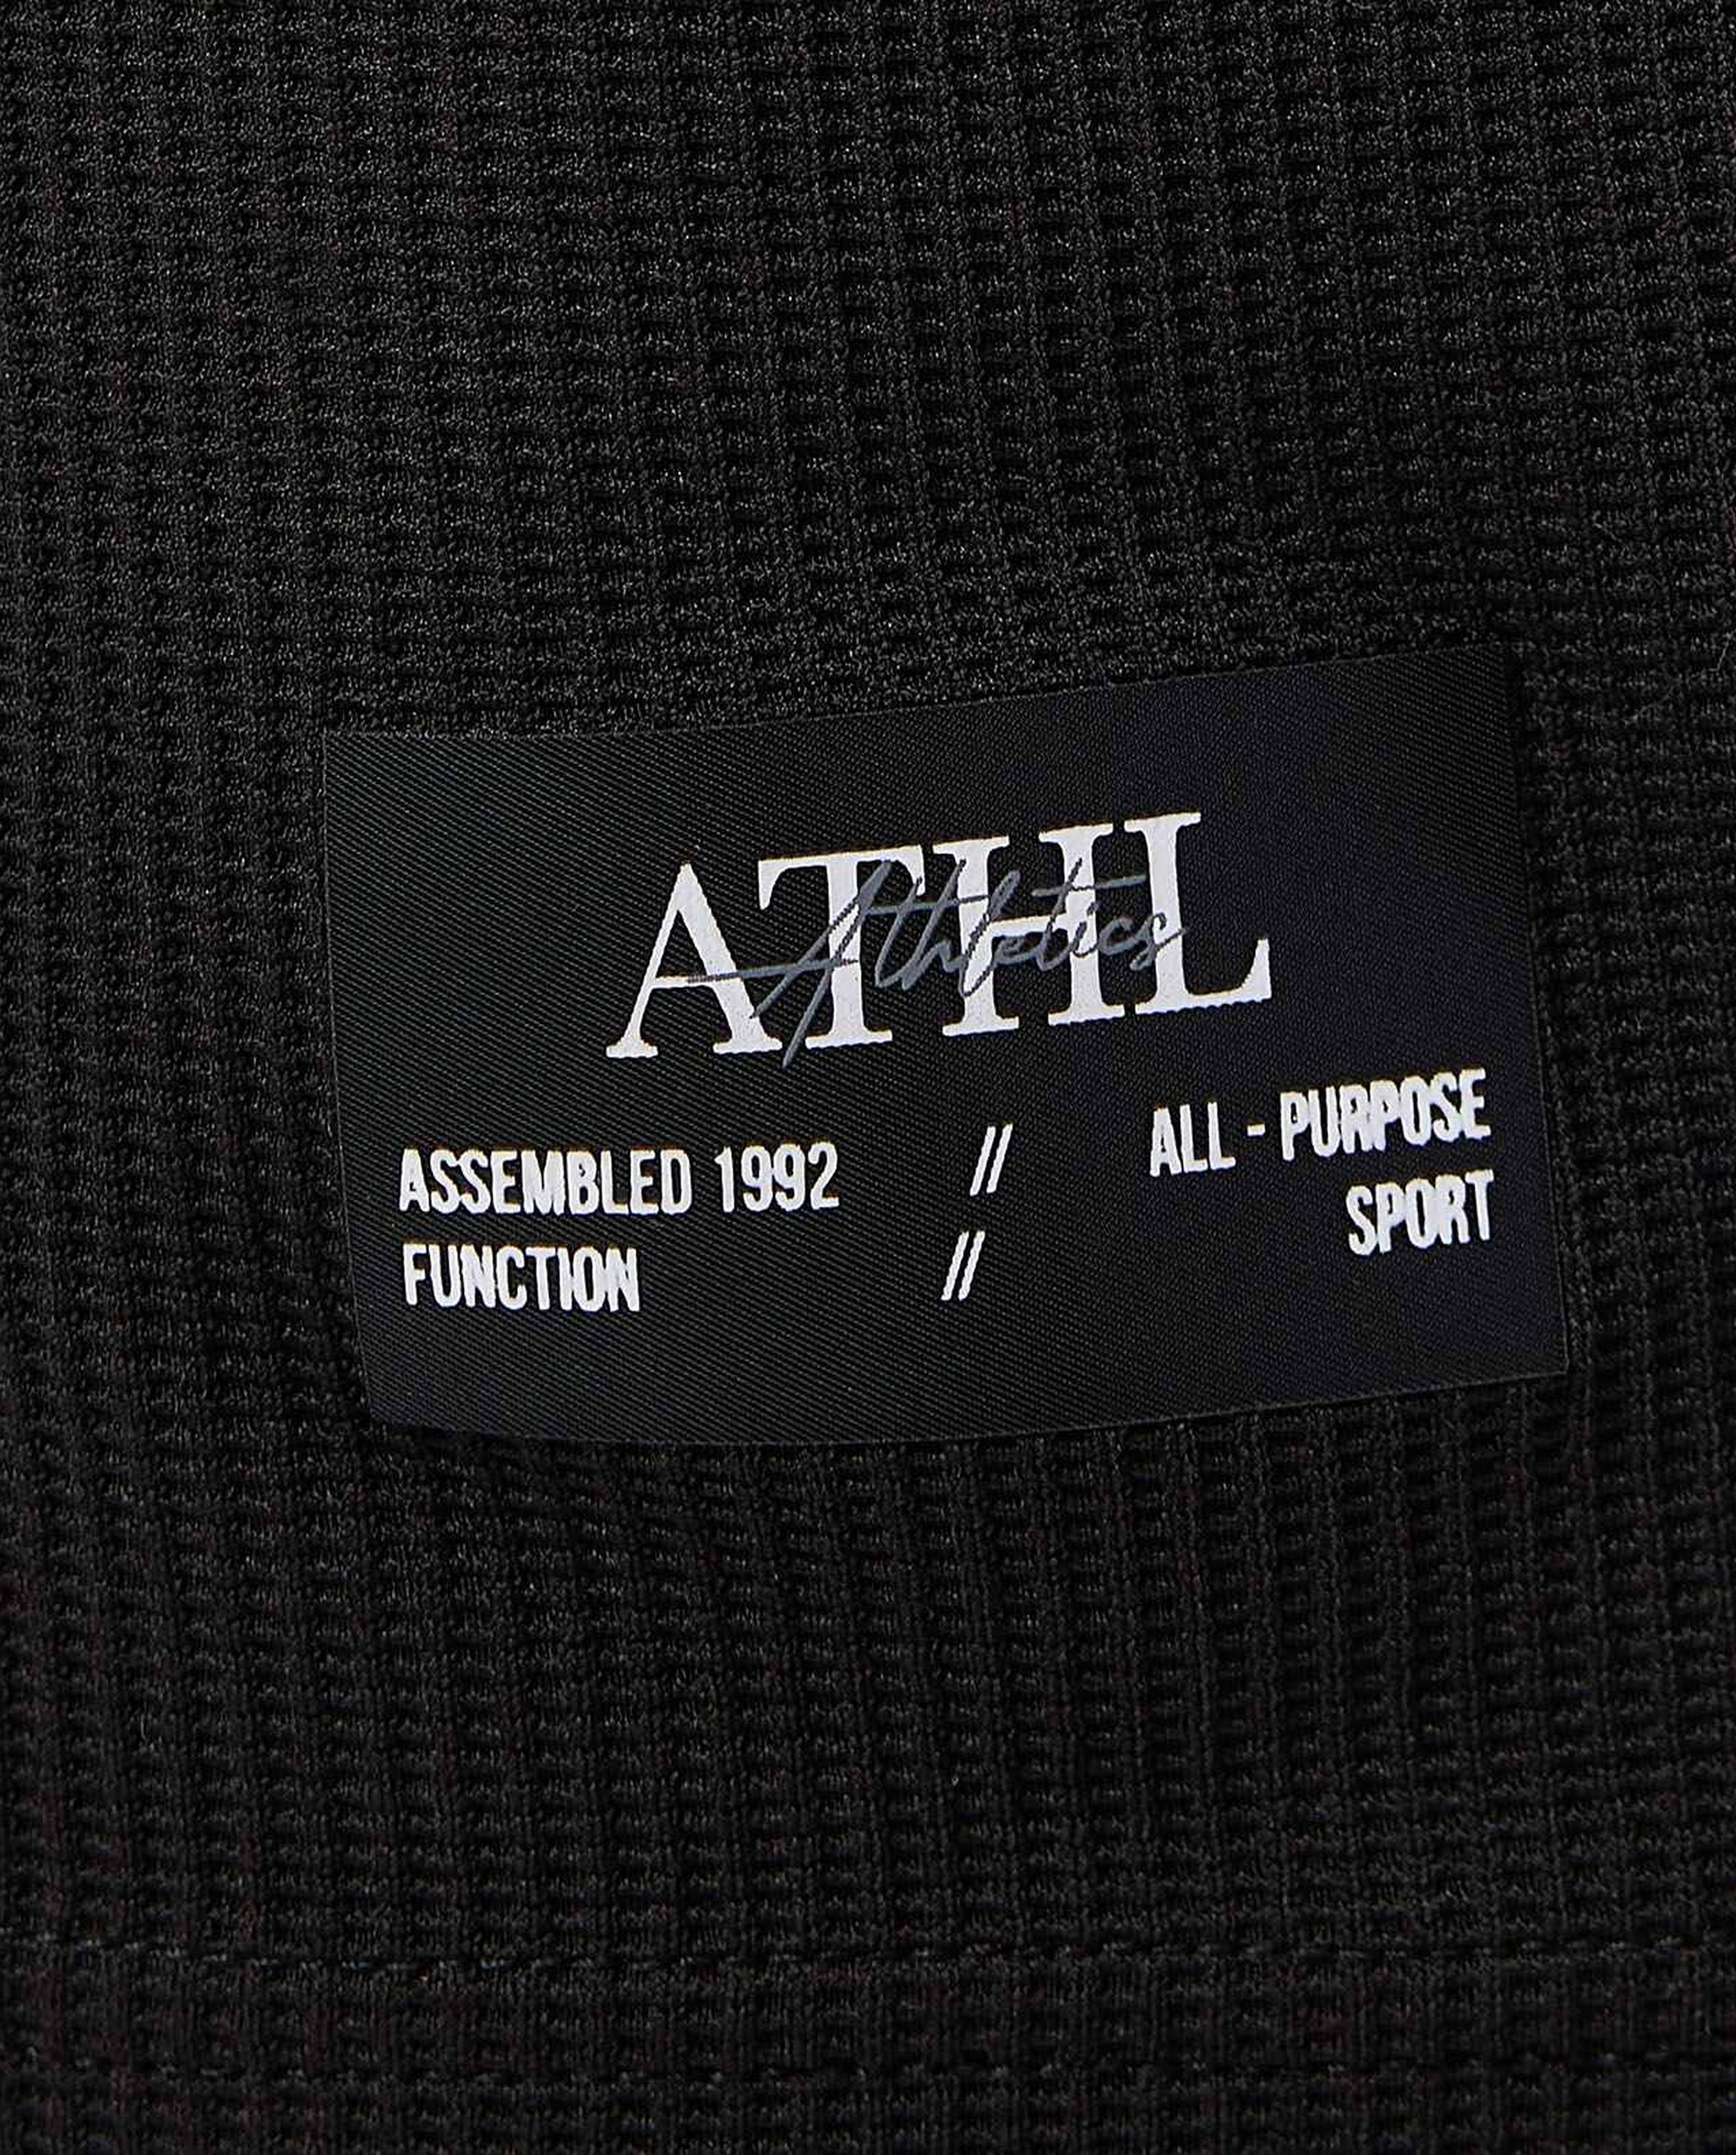 ATHL
Athletics
ASSEMBLED 1992 // ALL - PURPOSE
FUNCTION // SPORT